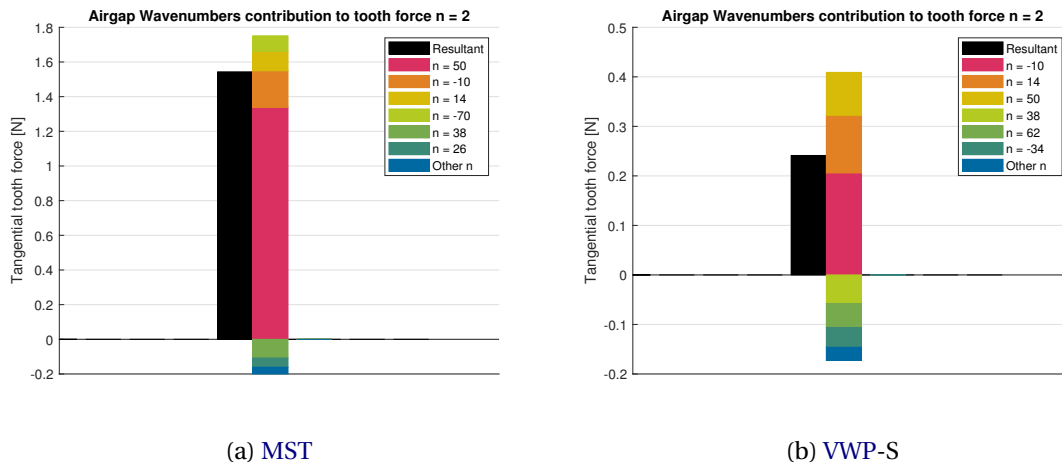 Airgap Wavenumbers contribution to tooth force n = 2
Tangential tooth force [N]
1.8
1.6
1.4
1.2
1
0.8
0.6
0.4
0.2
0
-0.2
Resultant
n = 50
n = -10
n = 14
n = -70
n = 38
n = 26
Other n
(a) MST
Airgap Wavenumbers contribution to tooth force n = 2
Tangential tooth force [N]
0.5
0.4
0.3
0.2
0.1
0
-0.1
-0.2
Resultant
n = -10
n = 14
n = 50
n = 38
n = 62
n = -34
Other n
(b) VWP-S